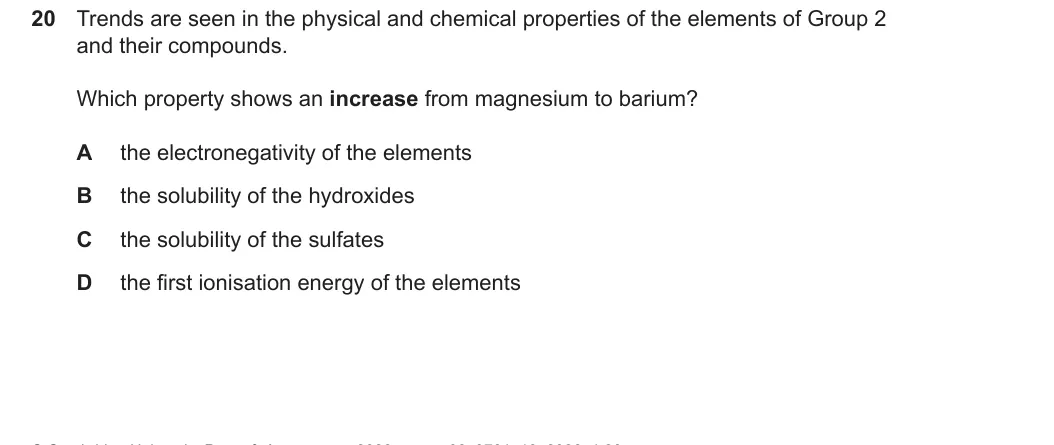 20 Trends are seen in the physical and chemical properties of the elements of Group 2
and their compounds.
Which property shows an increase from magnesium to barium?
A the electronegativity of the elements
B the solubility of the hydroxides
C the solubility of the sulfates
D the first ionisation energy of the elements